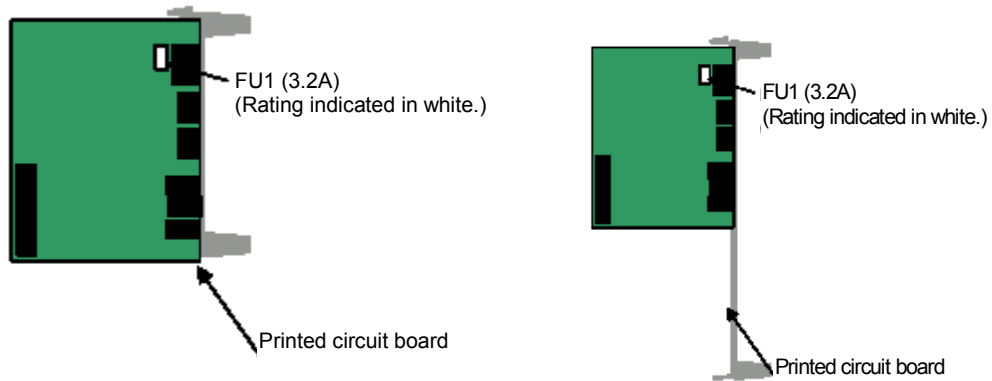 FU1 (3.2A)
(Rating indicated in white.)
Printed circuit board
FU1 (3.2A)
(Rating indicated in white.)
Printed circuit board